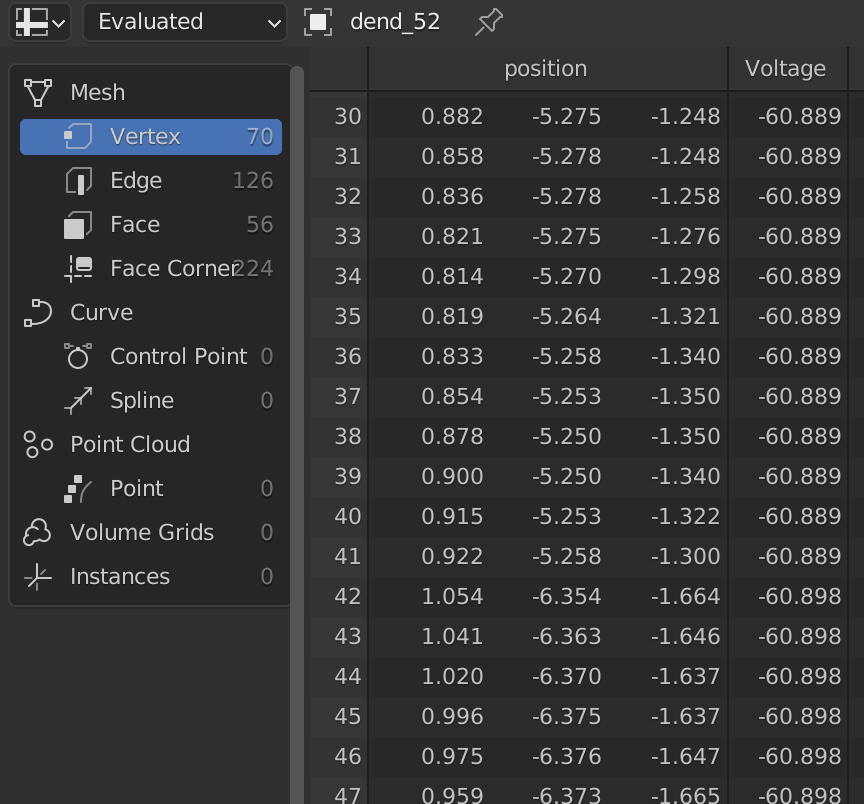 Evaluated dend_52
Mesh
Vertex 70
Edge 126
Face 56
Face Corner 224
Curve
Control Point 0
Spline 0
Point Cloud
Point 0
Volume Grids 0
Instances 0
position Voltage
30 0.882 -5.275 -1.248 -60.889
31 0.858 -5.278 -1.248 -60.889
32 0.836 -5.278 -1.258 -60.889
33 0.821 -5.275 -1.276 -60.889
34 0.814 -5.270 -1.298 -60.889
35 0.819 -5.264 -1.321 -60.889
36 0.833 -5.258 -1.340 -60.889
37 0.854 -5.253 -1.350 -60.889
38 0.878 -5.250 -1.350 -60.889
39 0.900 -5.250 -1.340 -60.889
40 0.915 -5.253 -1.322 -60.889
41 0.922 -5.258 -1.300 -60.889
42 1.054 -6.354 -1.664 -60.898
43 1.041 -6.363 -1.646 -60.898
44 1.020 -6.370 -1.637 -60.898
45 0.996 -6.375 -1.637 -60.898
46 0.975 -6.376 -1.647 -60.898
47 0.959 -6.373 -1.665 -60.898